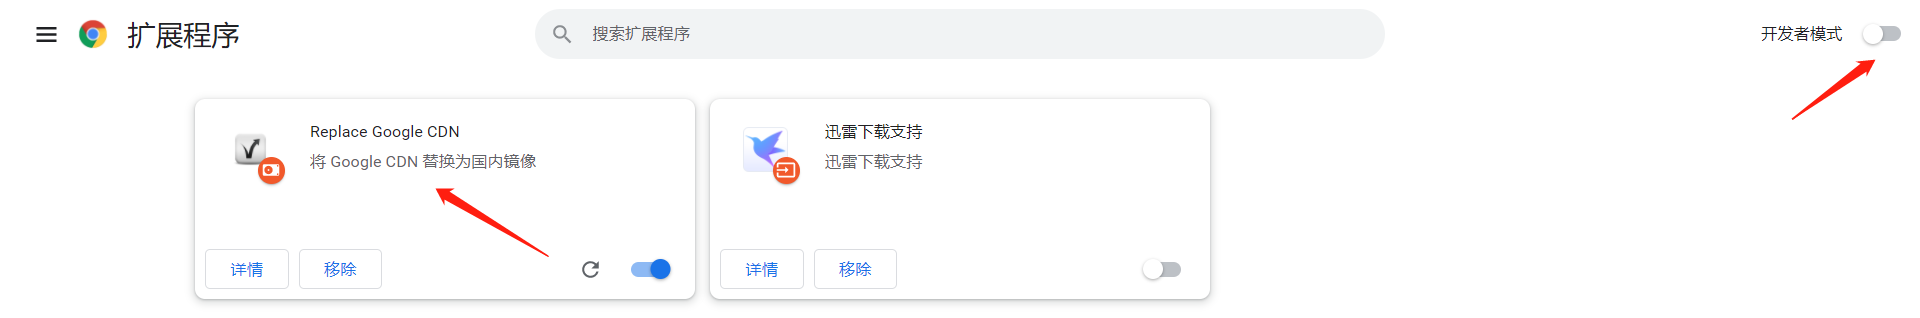 扩展程序
搜索扩展程序
开发者模式
Replace Google CDN
将 Google CDN 替换为国内镜像
详情
移除
迅雷下载支持
迅雷下载支持
详情
移除